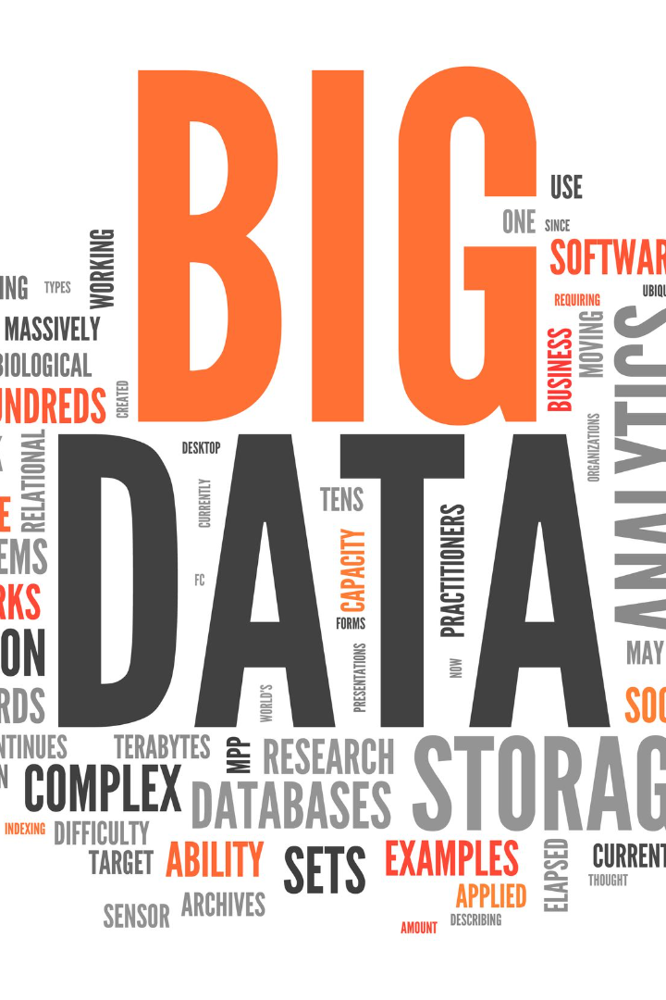 BIG
USE
ONE
SINCE
WORKING
SOFTWAR
ING
TYPES
UBIQU
REQUIRING
MASSIVELY
MOVING
BUSINESS
ANALYTICS
BIOLOGICAL
CREATED
UNDREDS
ORGANIZATIONS
RELATIONAL
DATA
DESKTOP
CURRENTLY
TENS
E
PRACTITIONERS
CAPACITY
EMS
FC
RKS
FORMS
ON
PRESENTATIONS
MAY
NOW
WORLD'S
RDS
SOC
NTINUES
TERABYTES
MPP
RESEARCH
STORAG
N
COMPLEX
DATABASES
INDEXING
DIFFICULTY
TARGET
ABILITY
SETS
EXAMPLES
ELAPSED
CURRENT
THOUGHT
APPLIED
SENSOR
ARCHIVES
DESCRIBING
AMOUNT